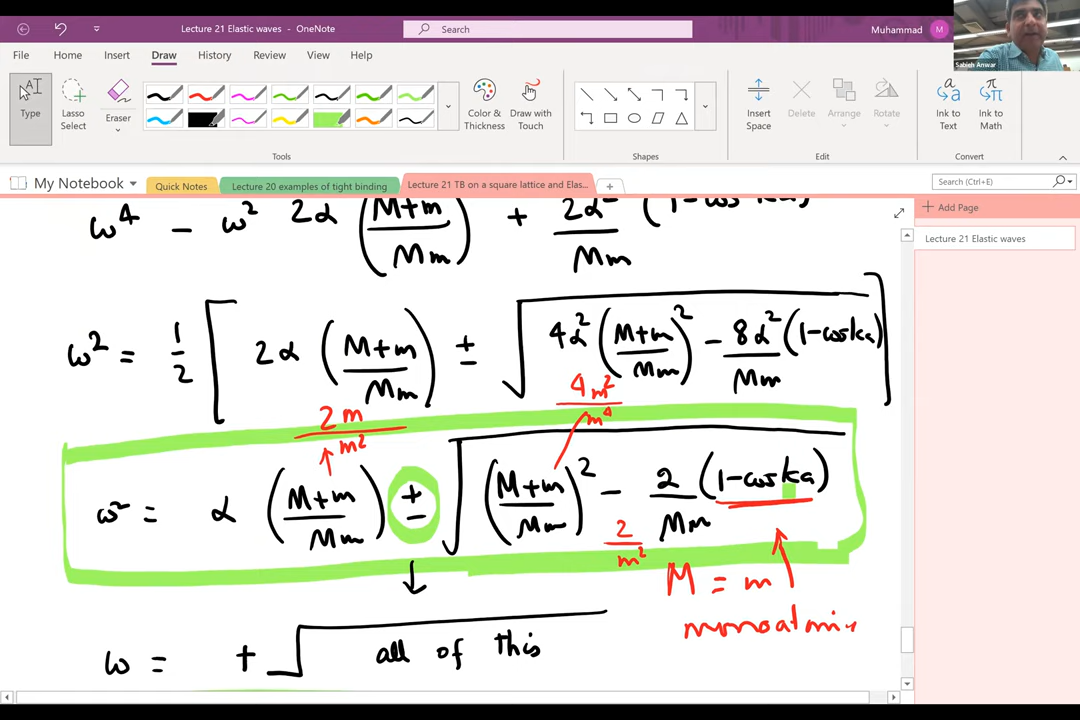 Lecture 21 Elastic waves - OneNote
Search
Muhammad M
Sabieh Anwar
File Home Insert Draw History Review View Help
Type
Lasso Select
Eraser
Color & Thickness
Draw with Touch
Insert Space
Delete
Arrange
Rotate
Ink to Text
Ink to Math
Tools Shapes Edit Convert
My Notebook
Quick Notes
Lecture 20 examples of tight binding
Lecture 21 TB on a square lattice and Elas...
Search (Ctrl+E)
Add Page
Lecture 21 Elastic waves
ω⁴ - ω² 2α (M+m / Mm) + 2α² / Mm (1-coska)
ω² = 1/2 [ 2α (M+m / Mm) ± √ 4α² (M+m / Mm)² - 8α² / Mm (1-coska) ]
2m / m²
4m² / m⁴
ω² = α (M+m / Mm) ± √ (M+m / Mm)² - 2 / Mm (1-coska)
2 / m²
M = m
monoatmi
ω = + √ all of this